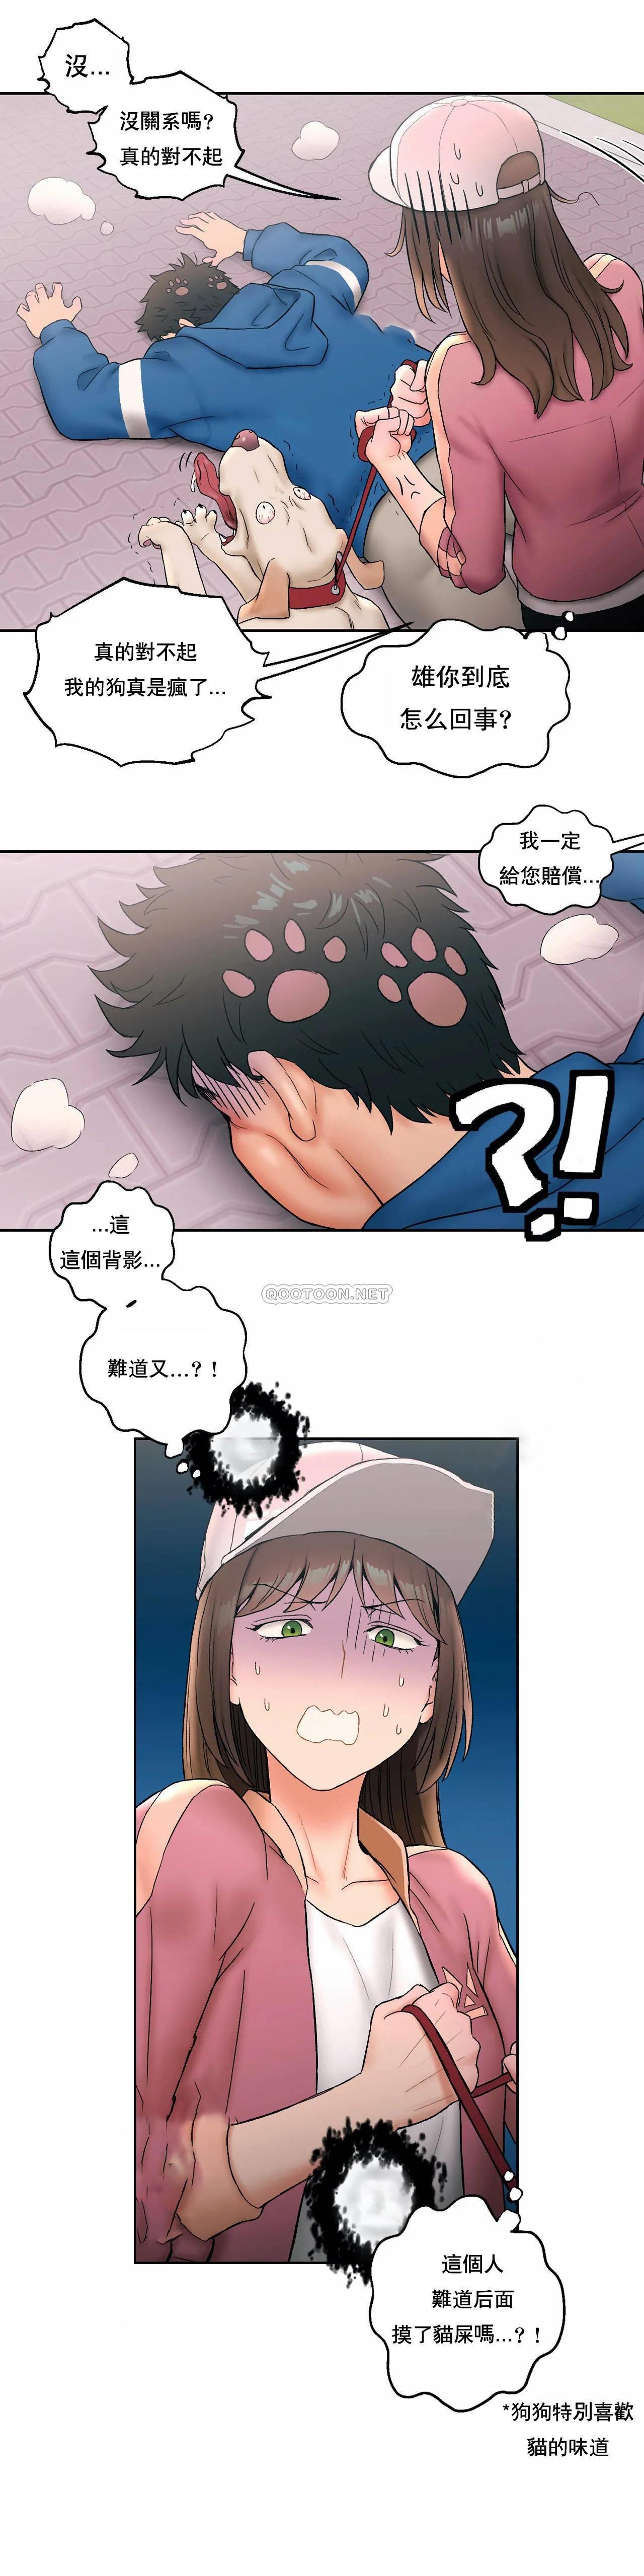 沒...
沒關系嗎?
真的對不起
真的對不起
我的狗真是瘋了...
雄你到底
怎么回事?
我一定
給您賠償...
?!
...這
這個背影...
QOOTOON.NET
難道又...?!
這個人
難道后面
摸了貓屎嗎...?!
*狗狗特別喜歡
貓的味道